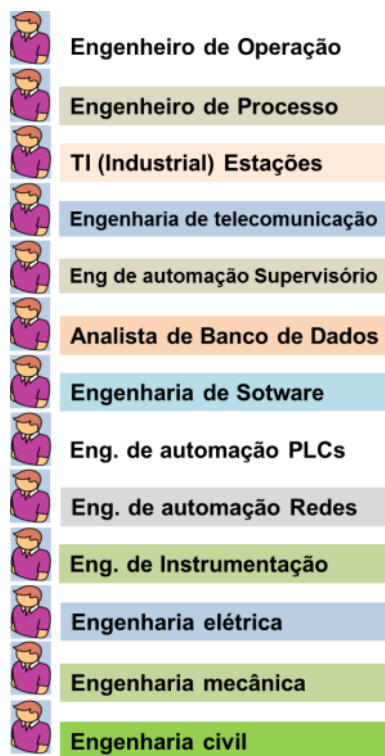 Engenheiro de Operação
Engenheiro de Processo
TI (Industrial) Estações
Engenharia de telecomunicação
Eng de automação Supervisório
Analista de Banco de Dados
Engenharia de Sotware
Eng. de automação PLCs
Eng. de automação Redes
Eng. de Instrumentação
Engenharia elétrica
Engenharia mecânica
Engenharia civil